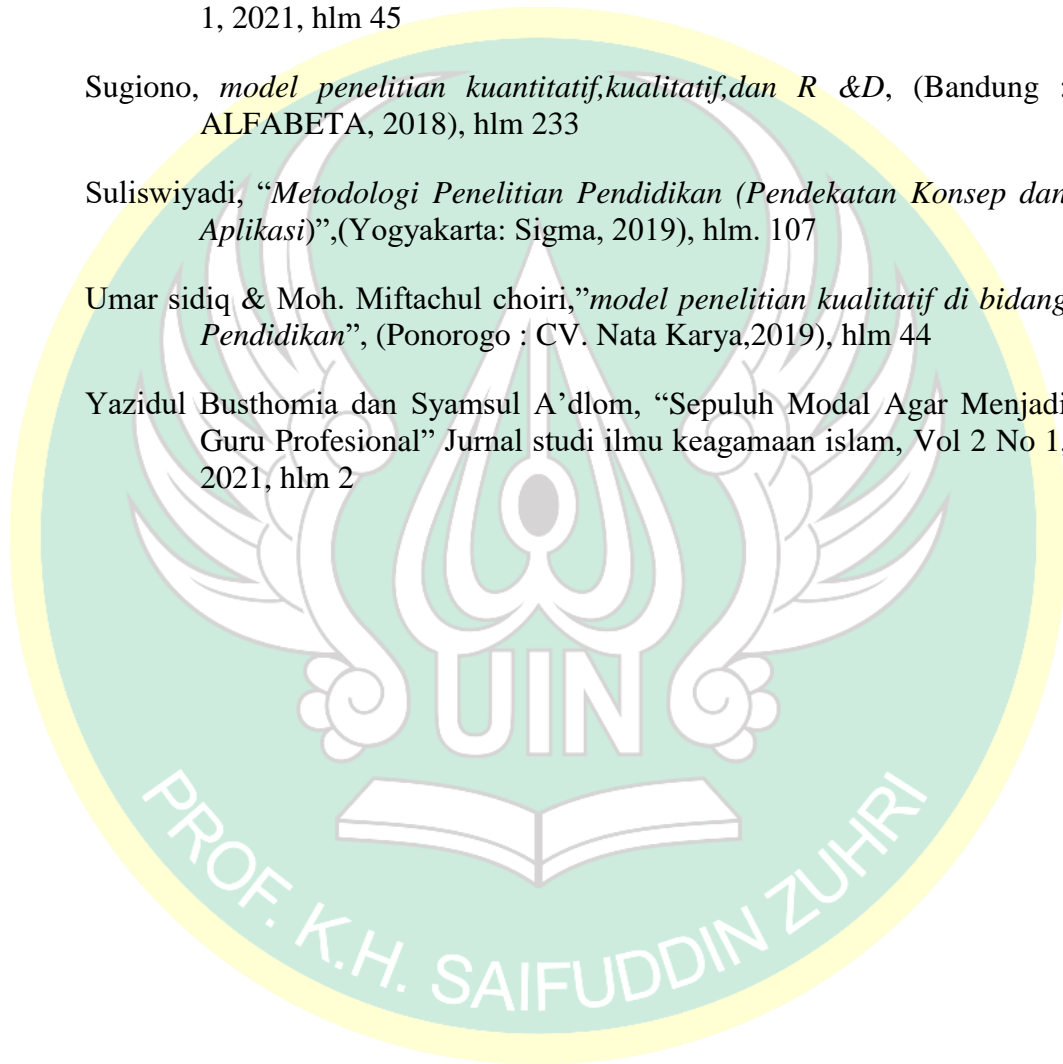 1, 2021, hlm 45
Sugiono, model penelitian kuantitatif,kualitatif,dan R &D, (Bandung :
ALFABETA, 2018), hlm 233
Suliswiyadi, “Metodologi Penelitian Pendidikan (Pendekatan Konsep dan
Aplikasi)”,(Yogyakarta: Sigma, 2019), hlm. 107
Umar sidiq & Moh. Miftachul choiri,”model penelitian kualitatif di bidang
Pendidikan”, (Ponorogo : CV. Nata Karya,2019), hlm 44
Yazidul Busthomia dan Syamsul A’dlom, “Sepuluh Modal Agar Menjadi
Guru Profesional” Jurnal studi ilmu keagamaan islam, Vol 2 No 1,
2021, hlm 2
UIN
PROF. K.H. SAIFUDDIN ZUHRI